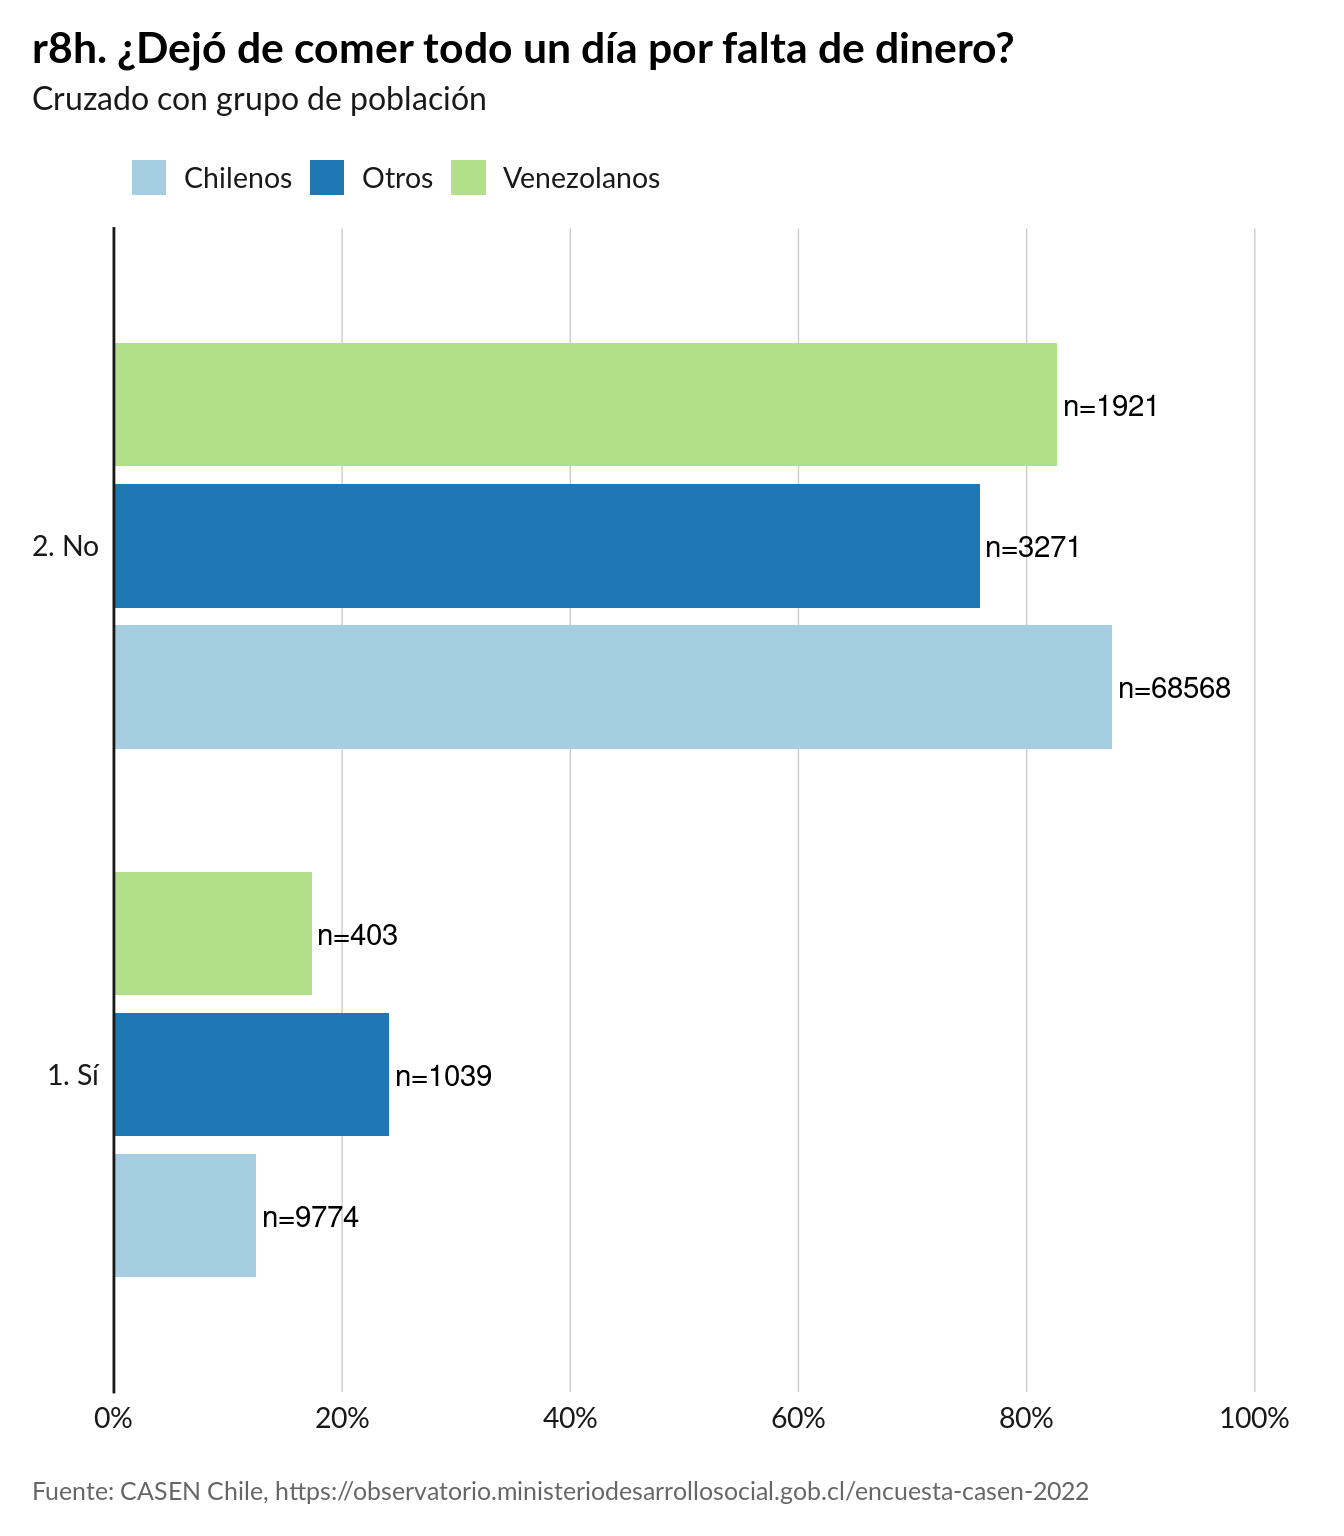 r8h. ¿Dejó de comer todo un día por falta de dinero?
Cruzado con grupo de población
Chilenos Otros Venezolanos
n=1921
2. No n=3271
n=68568
n=403
1. Sí n=1039
n=9774
0% 20% 40% 60% 80% 100%
Fuente: CASEN Chile, https://observatorio.ministeriodesarrollosocial.gob.cl/encuesta-casen-2022